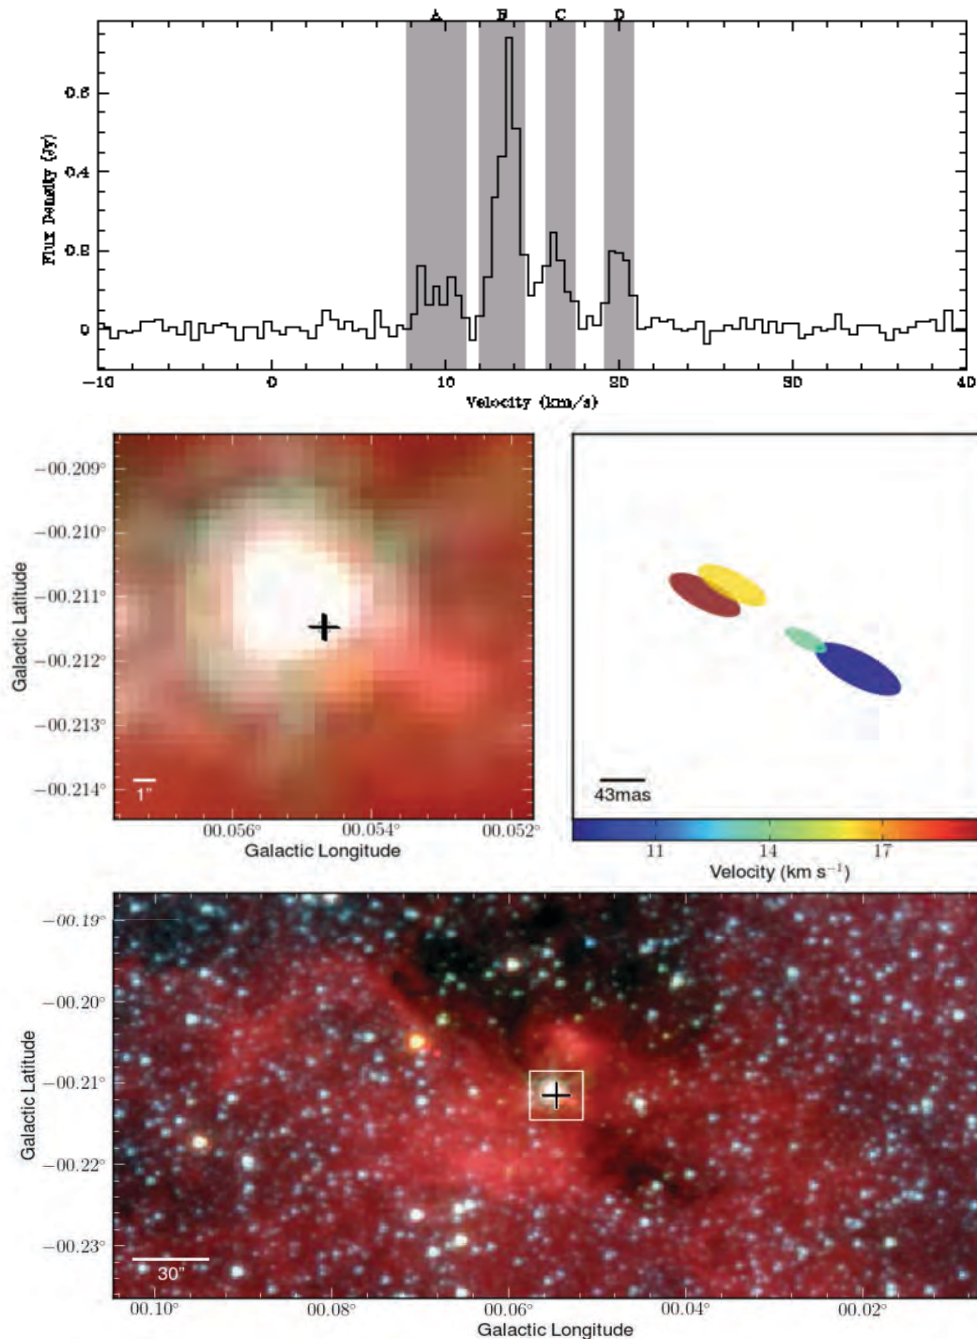 A B C D
0.6
0.4
0.2
0
Flux Density (Jy)
−10 0 10 20 30 40
Velocity (km/s)
−00.209°
−00.210°
−00.211°
−00.212°
−00.213°
−00.214°
Galactic Latitude
1"
00.056° 00.054° 00.052°
Galactic Longitude
43mas
11 14 17
Velocity (km s−1)
−00.19°
−00.20°
−00.21°
−00.22°
−00.23°
Galactic Latitude
30"
00.10° 00.08° 00.06° 00.04° 00.02°
Galactic Longitude